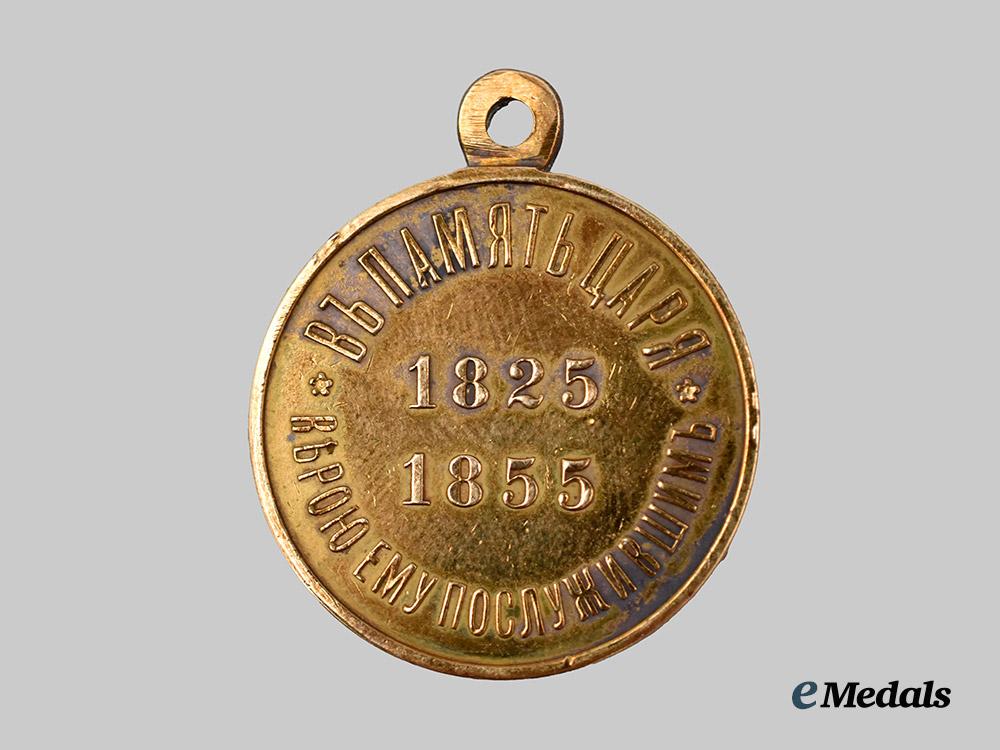 ВЪ ПАМЯТЬ ЦАРЯ
1825
1855
ВѢРОЮ ЕМУ ПОСЛУЖИВШИМЪ
eMedals